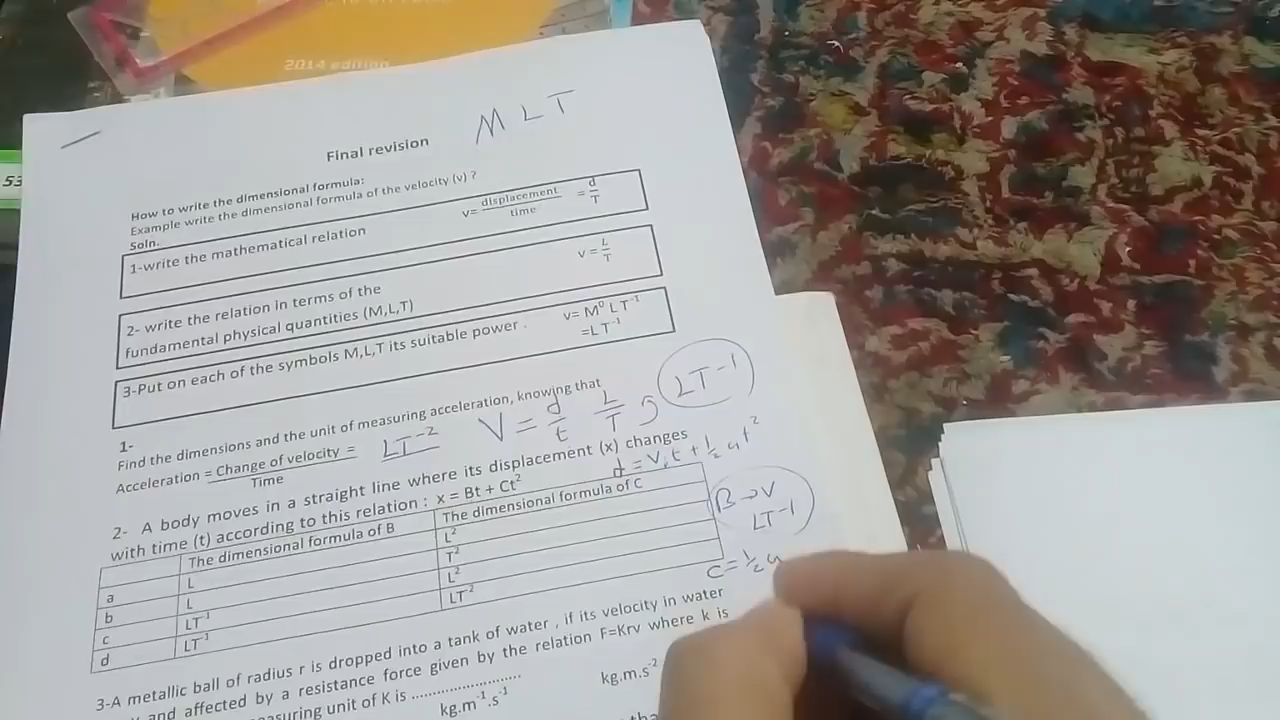 2014 edition
53
M L T
Final revision
How to write the dimensional formula:
Example write the dimensional formula of the velocity (v) ?
Soln.
1-write the mathematical relation
v= displacement / time = d / T
2- write the relation in terms of the
fundamental physical quantities (M,L,T)
v = L / T
3-Put on each of the symbols M,L,T its suitable power .
v= M⁰ L T⁻¹
=L T⁻¹
1-
Find the dimensions and the unit of measuring acceleration, knowing that
Acceleration = Change of velocity / Time = LT⁻²
V = d / t L / T LT⁻¹
2- A body moves in a straight line where its displacement (x) changes
with time (t) according to this relation : x = Bt + Ct²
d = Vᵢt + ½ at²
The dimensional formula of B The dimensional formula of C
a L L²
b L T²
c LT⁻¹ L²
d LT⁻¹ LT⁻²
B → V
LT⁻¹
C = ½ a
3-A metallic ball of radius r is dropped into a tank of water , if its velocity in water
and affected by a resistance force given by the relation F=Krv where k is
unit of K is ........................
kg.m⁻¹.s⁻¹
kg.m.s⁻²